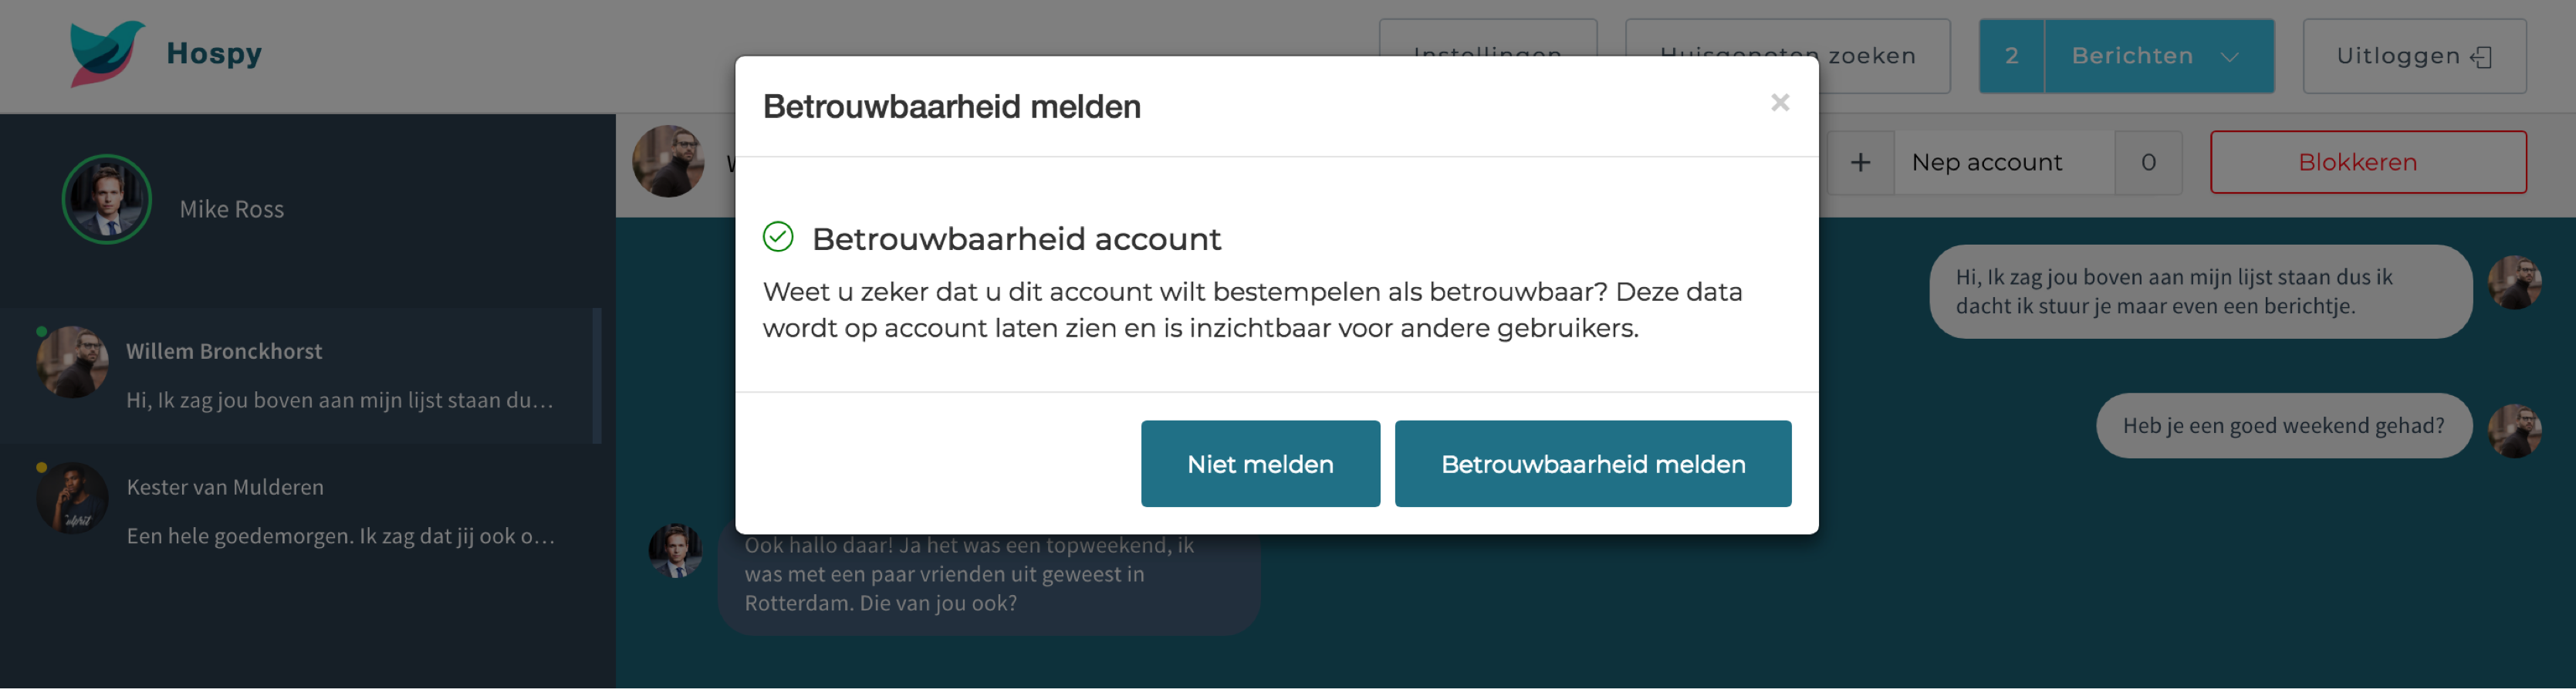 Hospy
Instellingen
Huisgenoten zoeken
2
Berichten
Uitloggen
Betrouwbaarheid melden
×
Mike Ross
+
Nep account
0
Blokkeren
Betrouwbaarheid account
Weet u zeker dat u dit account wilt bestempelen als betrouwbaar? Deze data
wordt op account laten zien en is inzichtbaar voor andere gebruikers.
Niet melden
Betrouwbaarheid melden
Willem Bronckhorst
Hi, Ik zag jou boven aan mijn lijst staan du...
Kester van Mulderen
Een hele goedemorgen. Ik zag dat jij ook o...
Hi, Ik zag jou boven aan mijn lijst staan dus ik
dacht ik stuur je maar even een berichtje.
Heb je een goed weekend gehad?
Ook hallo daar! Ja het was een topweekend, ik
was met een paar vrienden uit geweest in
Rotterdam. Die van jou ook?